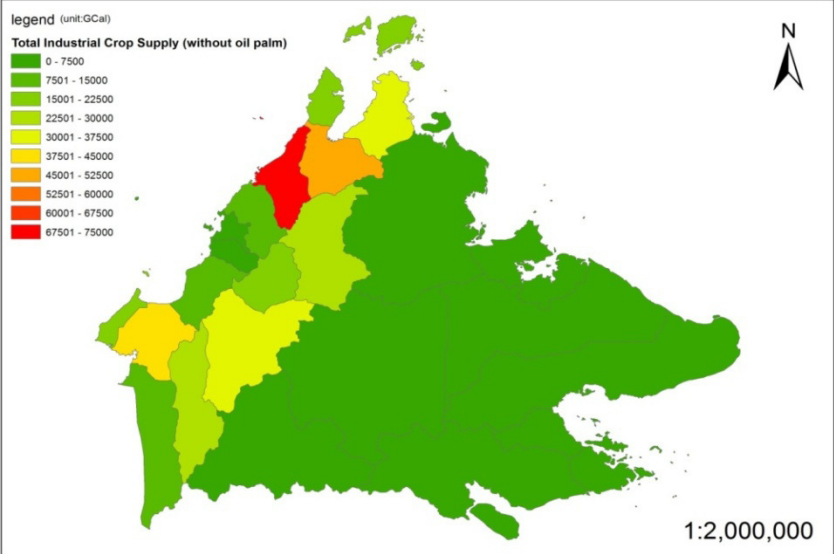 legend (unit:GCal)
Total Industrial Crop Supply (without oil palm)
0 - 7500
7501 - 15000
15001 - 22500
22501 - 30000
30001 - 37500
37501 - 45000
45001 - 52500
52501 - 60000
60001 - 67500
67501 - 75000
N
1:2,000,000